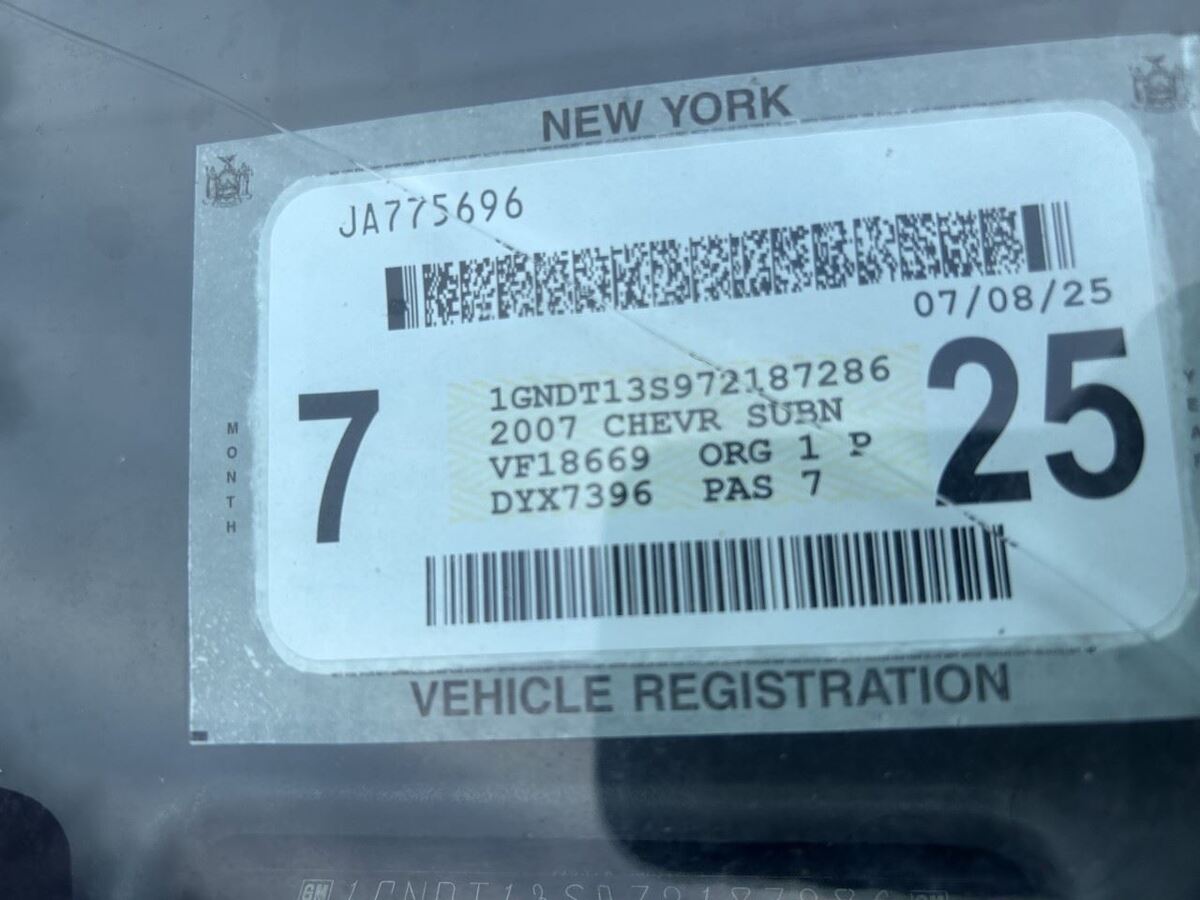 NEW YORK
JA775696
07/08/25
7
25
MONTH
1GNDT13S972187286
2007 CHEVR SUBN
VF18669 ORG 1 P
DYX7396 PAS 7
VEHICLE REGISTRATION
GM